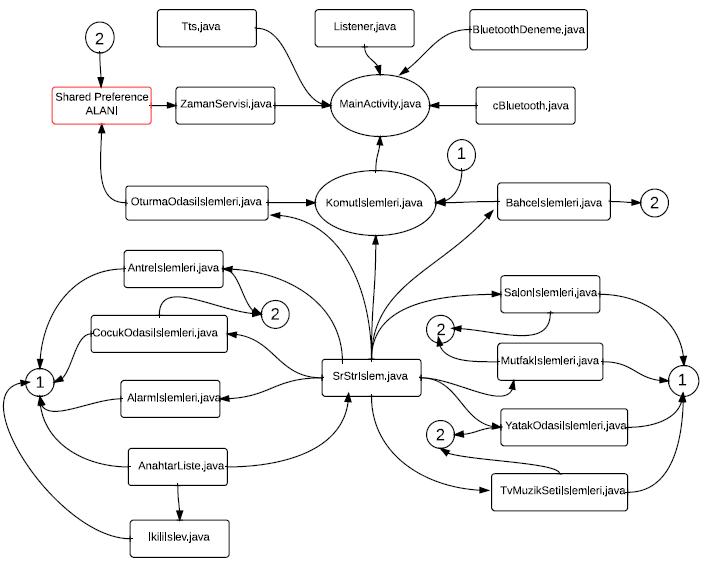 Tts.java
Listener.java
BluetoothDeneme.java
2
Shared Preference
ALANI
ZamanServisi.java
MainActivity.java
cBluetooth.java
1
OturmaOdasiIslemleri.java
KomutIslemleri.java
BahceIslemleri.java
2
AntreIslemleri.java
2
SalonIslemleri.java
CocukOdasiIslemleri.java
2
MutfakIslemleri.java
1
SrStrIslem.java
1
AlarmIslemleri.java
YatakOdasiIslemleri.java
2
AnahtarListe.java
TvMuzikSetiIslemleri.java
IkiliIslev.java